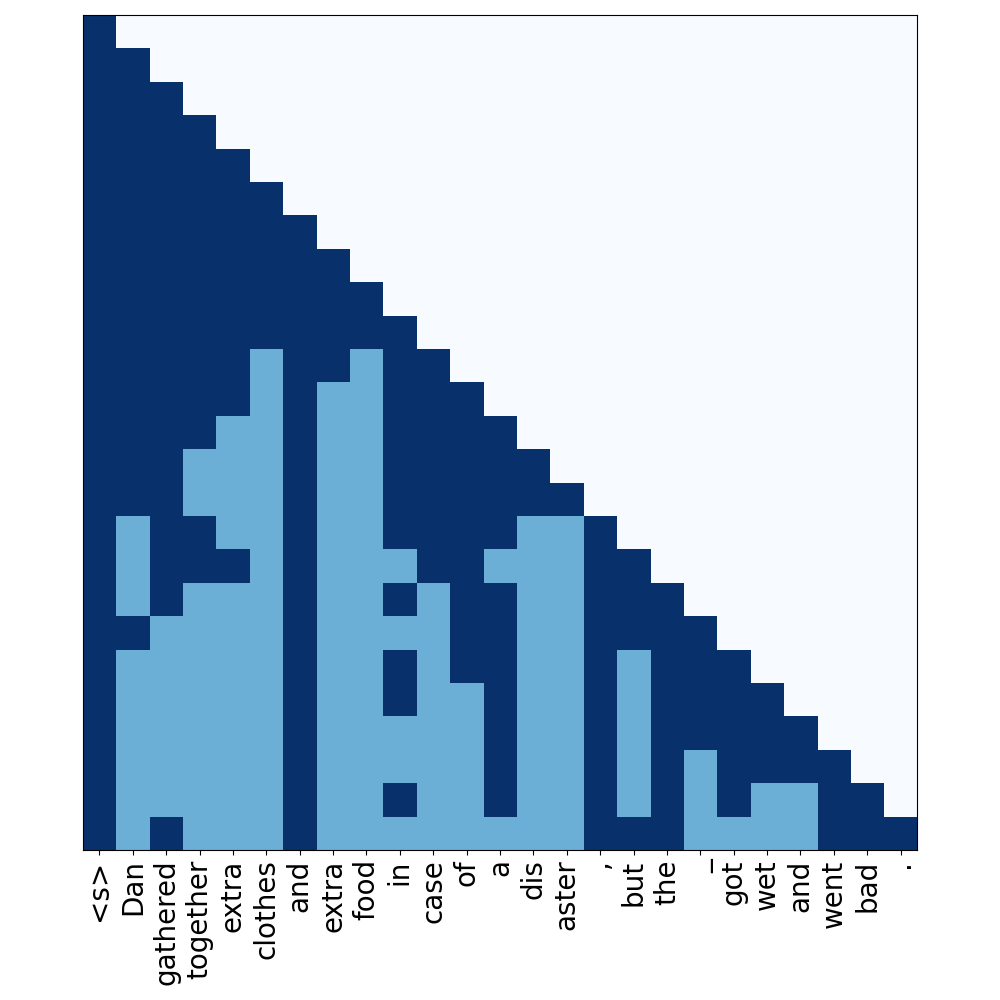 <s> Dan gathered together extra clothes and extra food in case of a dis aster , but the _ got wet and went bad .